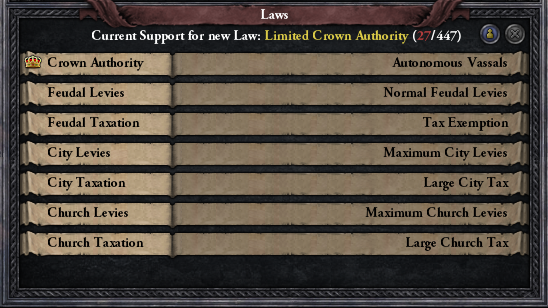 Laws
Current Support for new Law: Limited Crown Authority (27/447)
Crown Authority Autonomous Vassals
Feudal Levies Normal Feudal Levies
Feudal Taxation Tax Exemption
City Levies Maximum City Levies
City Taxation Large City Tax
Church Levies Maximum Church Levies
Church Taxation Large Church Tax